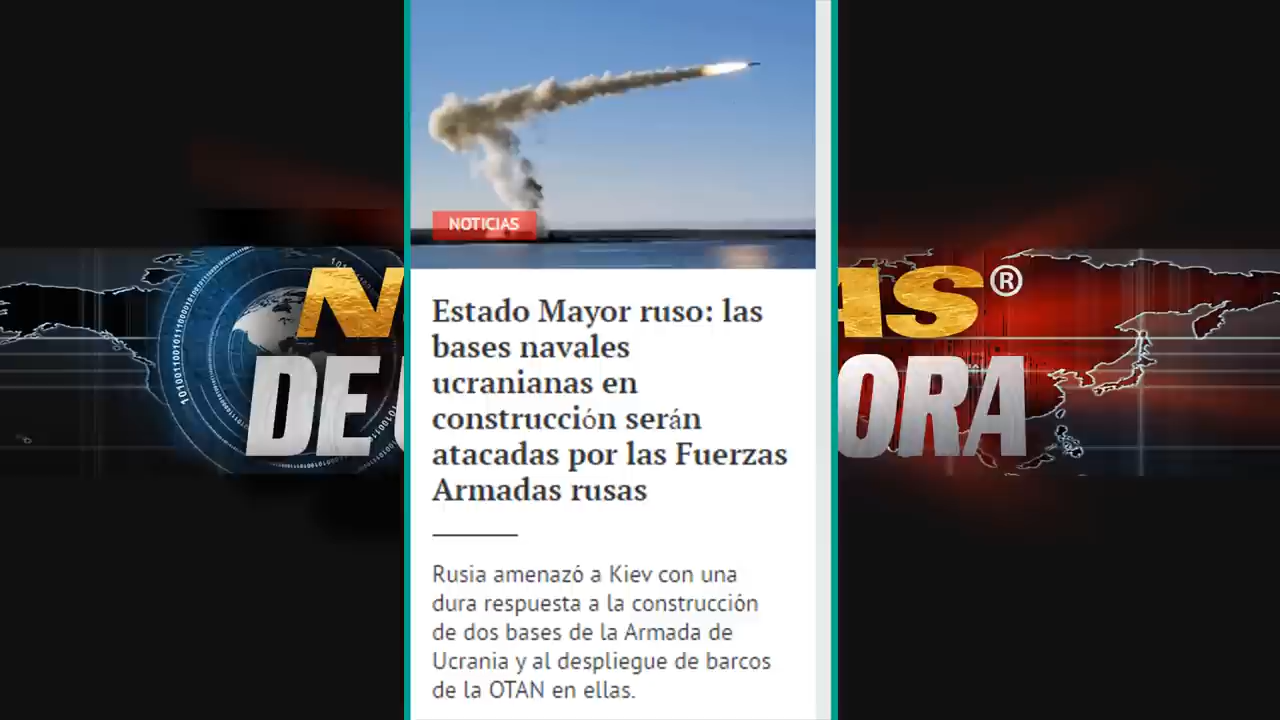 NOTICIAS
Estado Mayor ruso: las
bases navales
ucranianas en
construcción serán
atacadas por las Fuerzas
Armadas rusas
Rusia amenazó a Kiev con una
dura respuesta a la construcción
de dos bases de la Armada de
Ucrania y al despliegue de barcos
de la OTAN en ellas.
N
AS®
DE
ORA